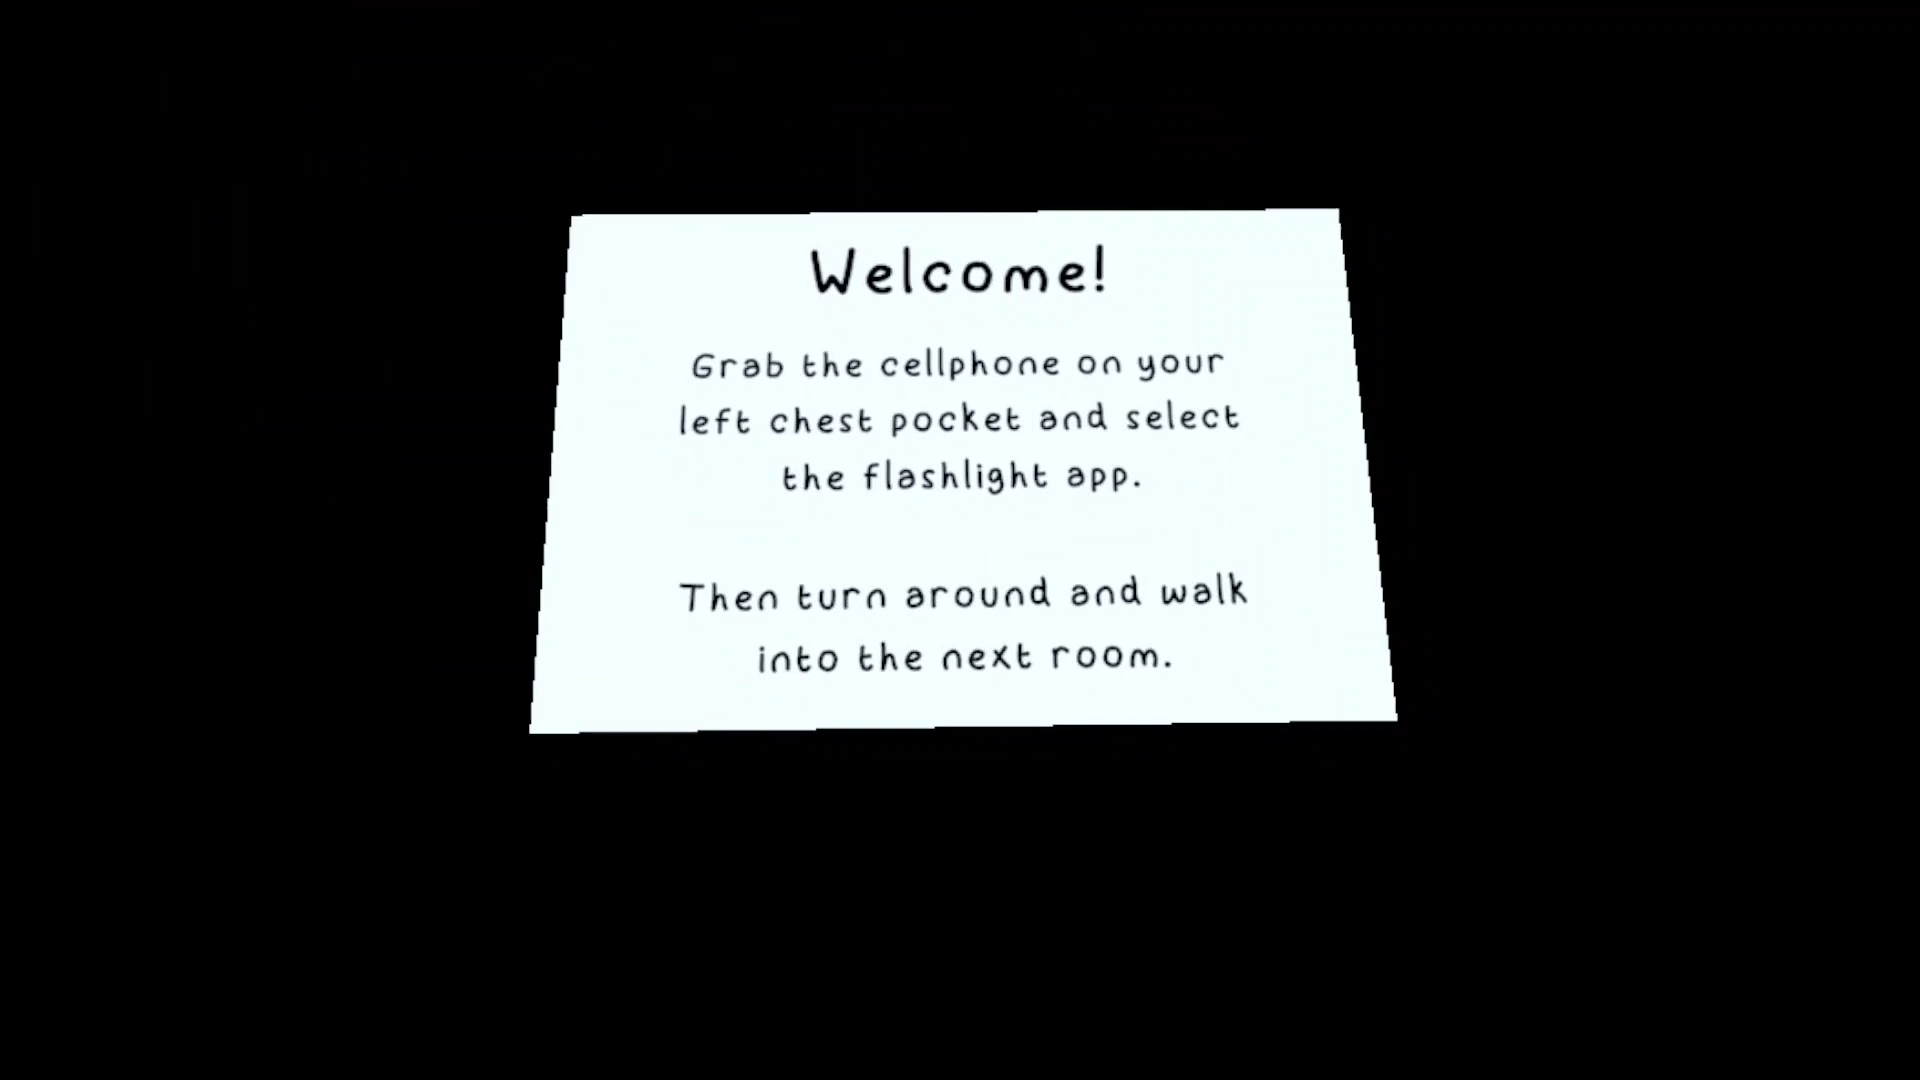 Welcome!
Grab the cellphone on your
left chest pocket and select
the flashlight app.
Then turn around and walk
into the next room.